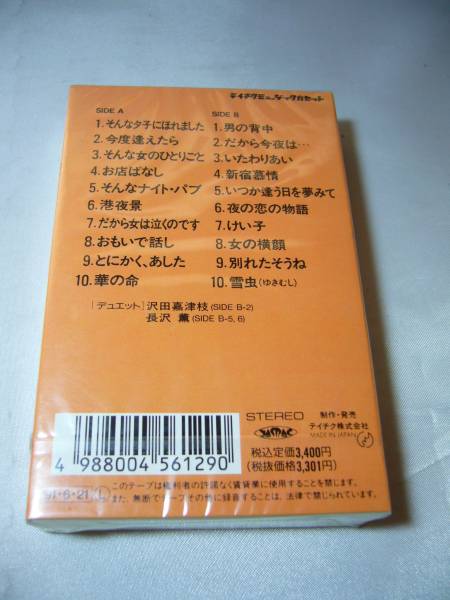 テイチクミュージックカセット
SIDE A
1.そんな夕子にほれました
2.今度逢えたら
3.そんな女のひとりごと
4.お店ばなし
5.そんなナイト・パブ
6.港夜景
7.だから女は泣くのです
8.おもいで話し
9.とにかく、あした
10.華の命
SIDE B
1.男の背中
2.だから今夜は…
3.いたわりあい
4.新宿慕情
5.いつか逢う日を夢みて
6.夜の恋の物語
7.けい子
8.女の横顔
9.別れたそうね
10.雪虫(ゆきむし)
[デュエット]沢田嘉津枝(SIDE B-2)
長沢 薫(SIDE B-5, 6)
4 988004 561290
STEREO
JASRAC
制作・発売
テイチク株式会社
MADE IN JAPAN
税込定価3,400円
(税抜価格3,301円)
91・6・21 L
このテープは権利者の許諾なく賃貸業に使用することを禁じます。
また、無断でテープその他に録音することは、法律で禁じられています。